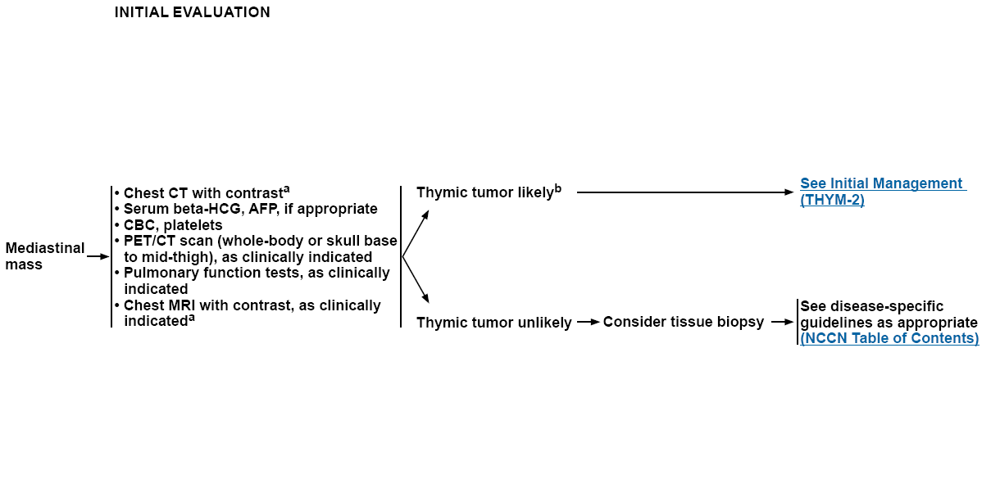 INITIAL EVALUATION
Mediastinal
mass
• Chest CT with contrastᵃ
• Serum beta-HCG, AFP, if appropriate
• CBC, platelets
• PET/CT scan (whole-body or skull base
to mid-thigh), as clinically indicated
• Pulmonary function tests, as clinically
indicated
• Chest MRI with contrast, as clinically
indicatedᵃ
Thymic tumor likelyᵇ
See Initial Management
(THYM-2)
Thymic tumor unlikely
Consider tissue biopsy
See disease-specific
guidelines as appropriate
(NCCN Table of Contents)